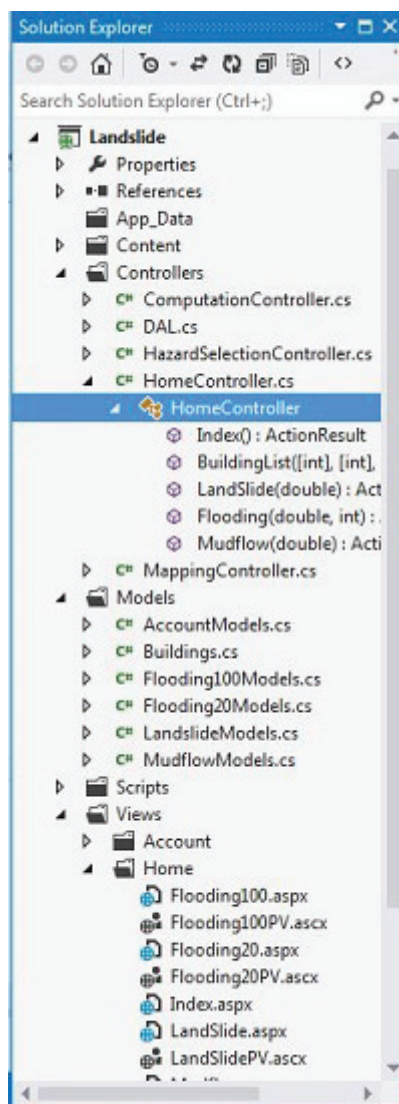 Solution Explorer
Search Solution Explorer (Ctrl+;)
Landslide
Properties
References
App_Data
Content
Controllers
C# ComputationController.cs
C# DAL.cs
C# HazardSelectionController.cs
C# HomeController.cs
HomeController
Index() : ActionResult
BuildingList([int], [int],
LandSlide(double) : Act
Flooding(double, int) :
Mudflow(double) : Acti
C# MappingController.cs
Models
C# AccountModels.cs
C# Buildings.cs
C# Flooding100Models.cs
C# Flooding20Models.cs
C# LandslideModels.cs
C# MudflowModels.cs
Scripts
Views
Account
Home
Flooding100.aspx
Flooding100PV.ascx
Flooding20.aspx
Flooding20PV.ascx
Index.aspx
LandSlide.aspx
LandSlidePV.ascx